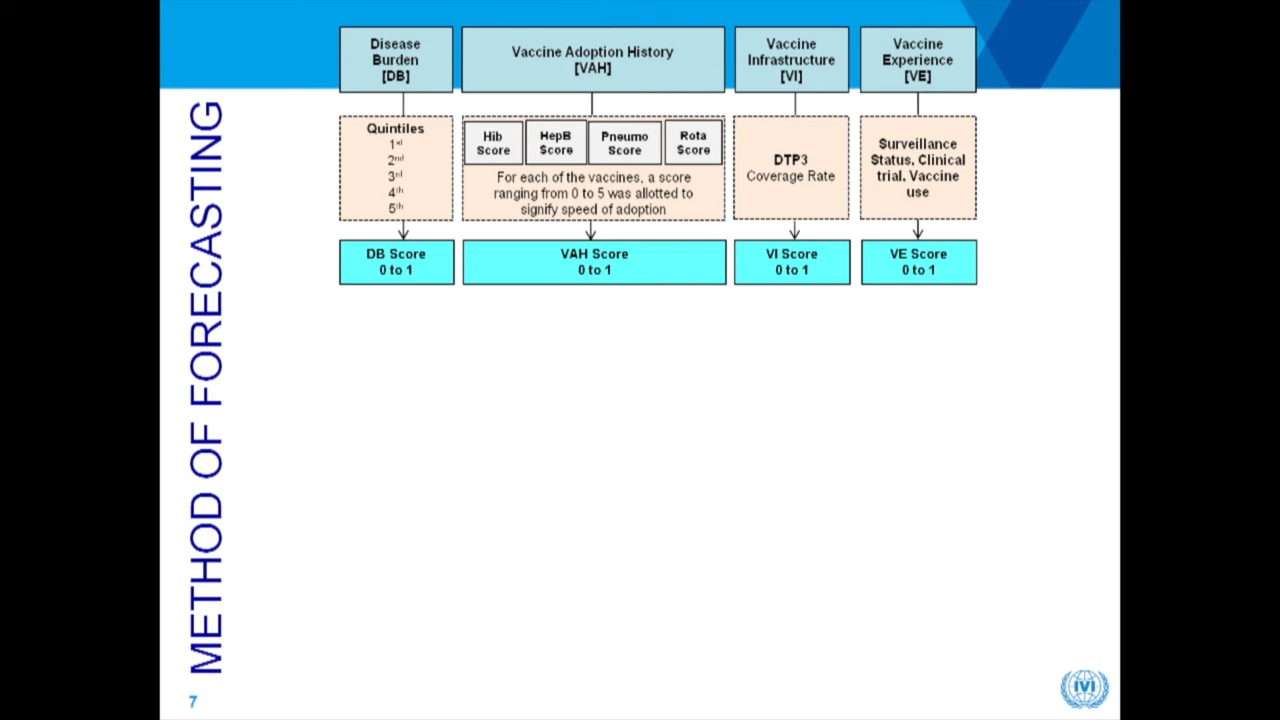 METHOD OF FORECASTING
Disease
Burden
[DB]
Vaccine Adoption History
[VAH]
Vaccine
Infrastructure
[VI]
Vaccine
Experience
[VE]
Quintiles
1st
2nd
3rd
4th
5th
Hib
Score
HepB
Score
Pneumo
Score
Rota
Score
For each of the vaccines, a score
ranging from 0 to 5 was allotted to
signify speed of adoption
DTP3
Coverage Rate
Surveillance
Status, Clinical
trial, Vaccine
use
DB Score
0 to 1
VAH Score
0 to 1
VI Score
0 to 1
VE Score
0 to 1
7
IVI